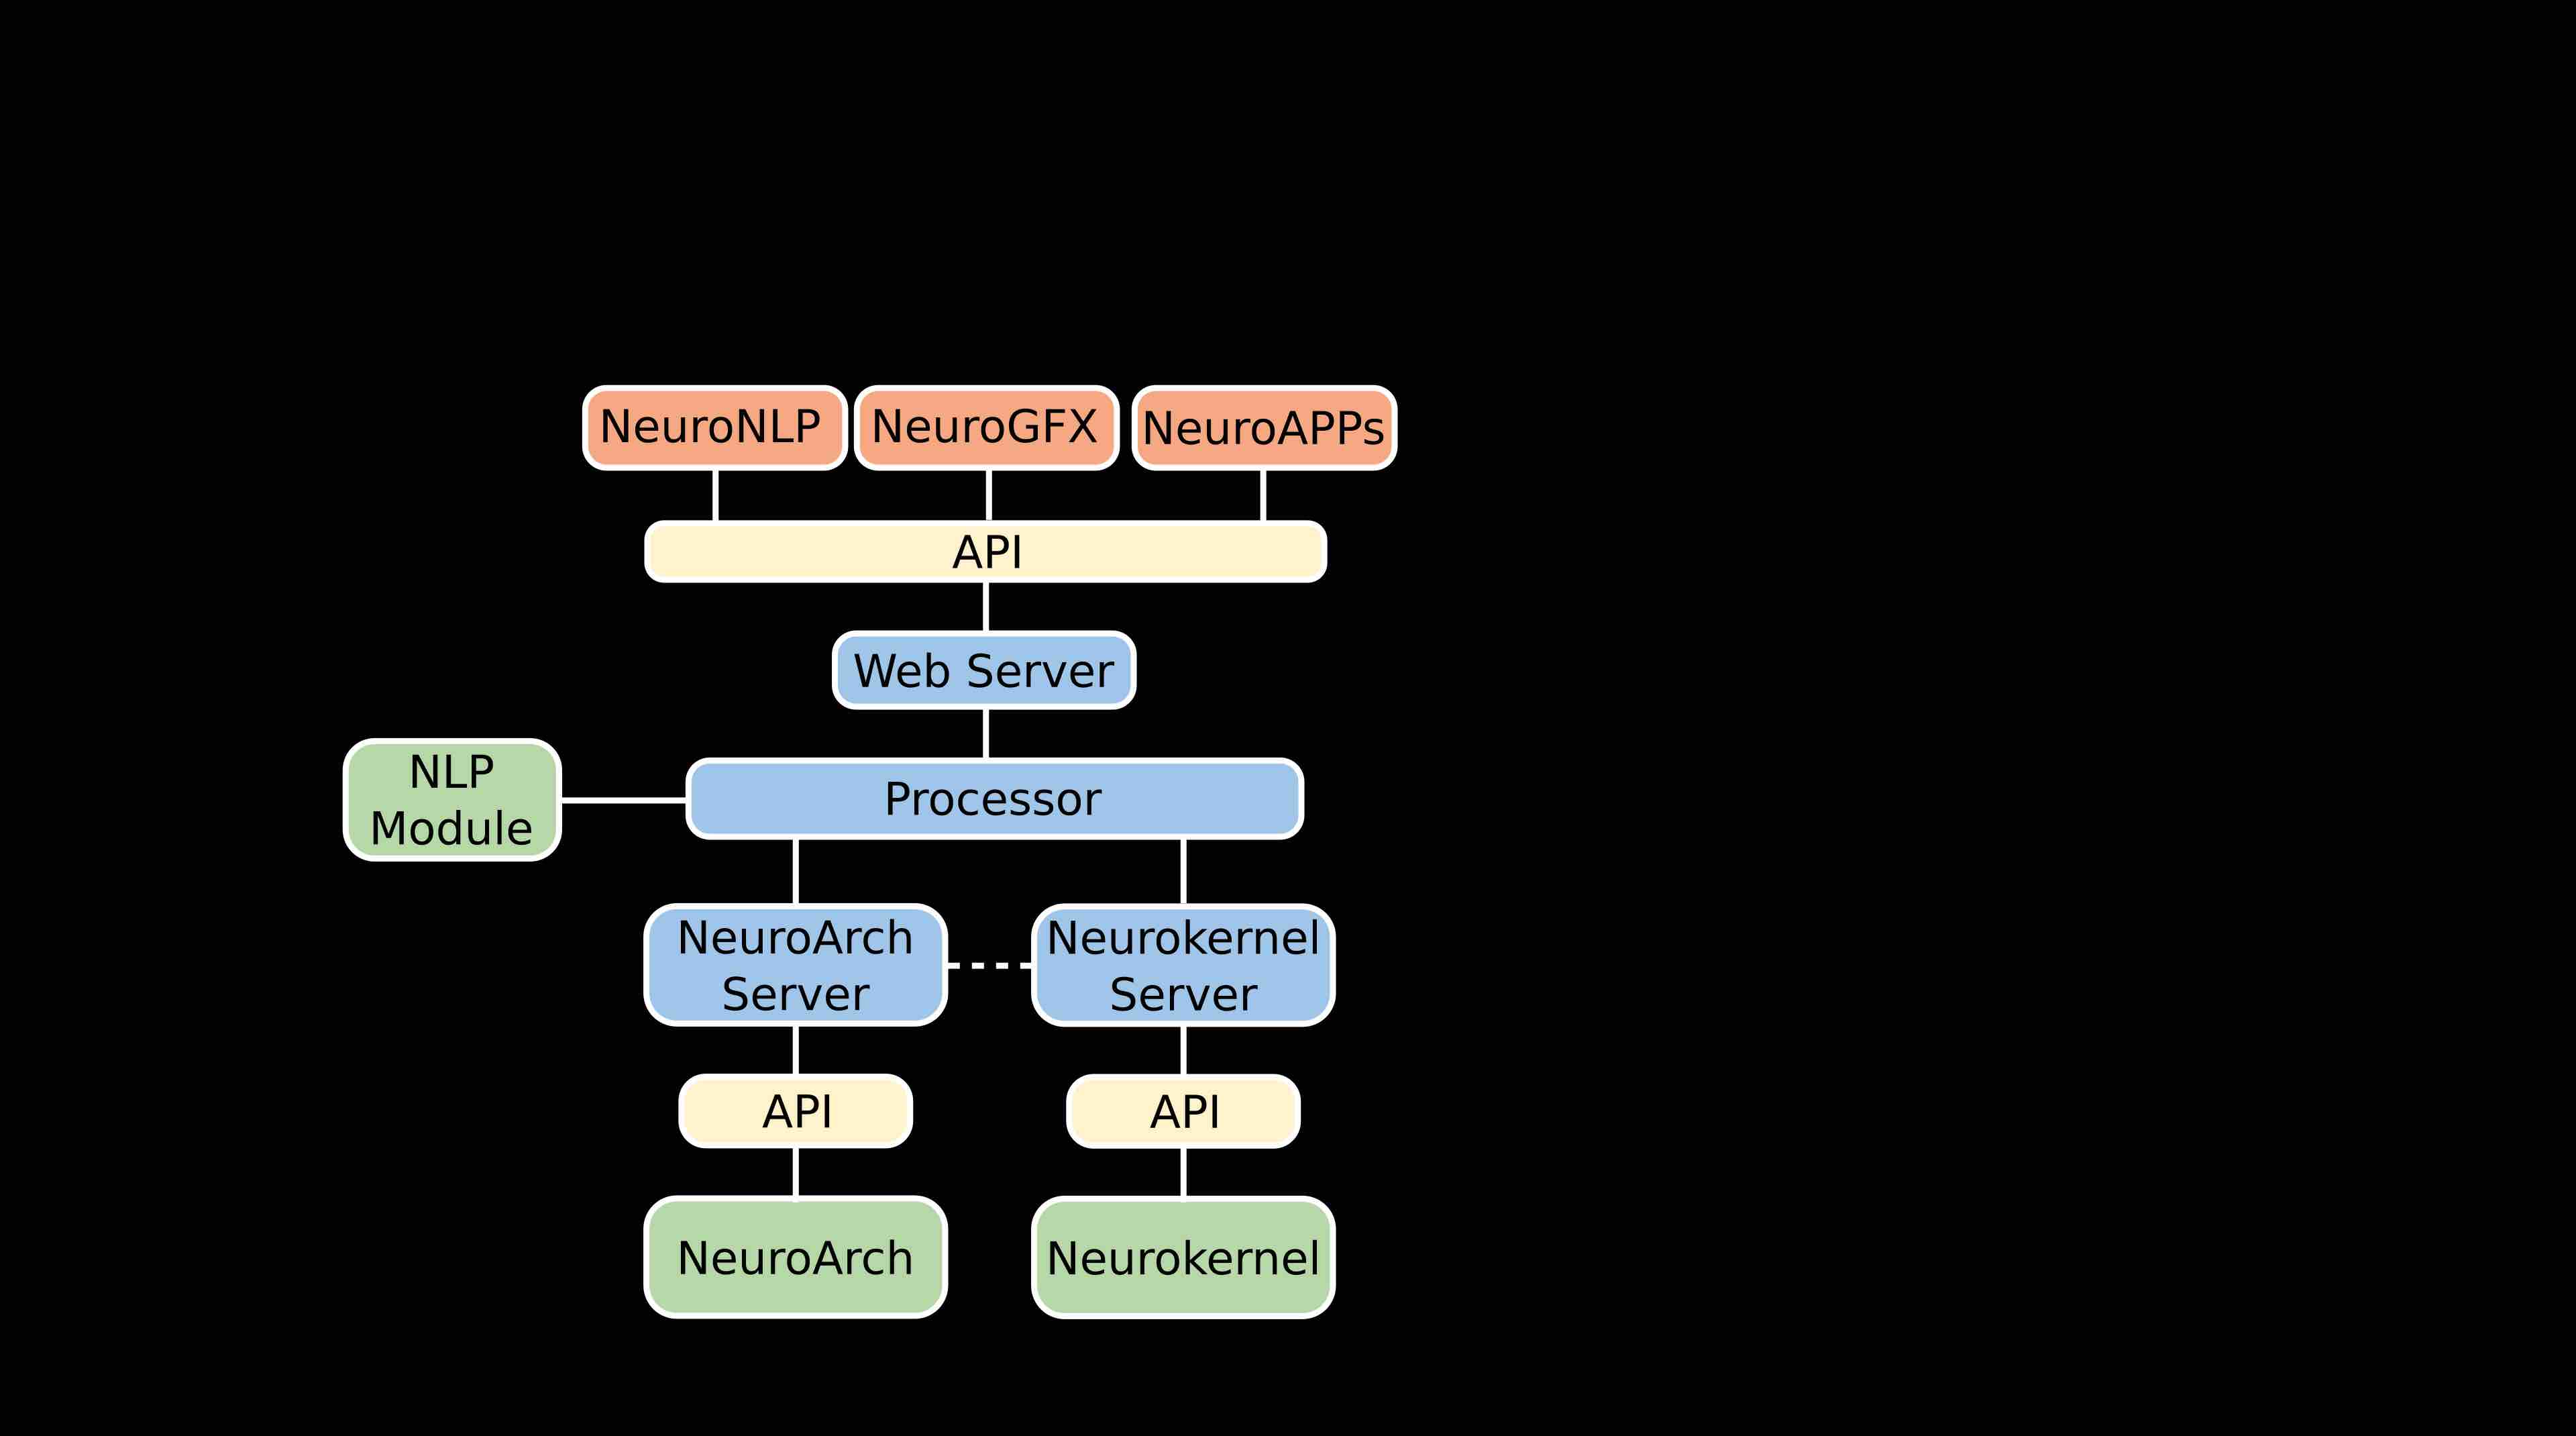 NeuroNLP
NeuroGFX
NeuroAPPs
API
Web Server
NLP
Module
Processor
NeuroArch
Server
Neurokernel
Server
API
API
NeuroArch
Neurokernel